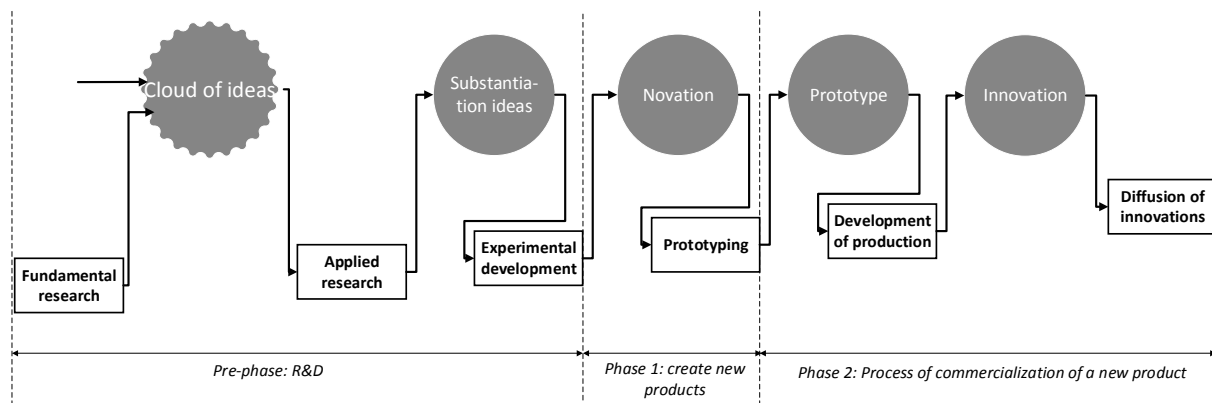 Cloud of ideas
Substantia-
tion ideas
Novation
Prototype
Innovation
Fundamental
research
Applied
research
Experimental
development
Prototyping
Development
of production
Diffusion of
innovations
Pre-phase: R&D
Phase 1: create new
products
Phase 2: Process of commercialization of a new product